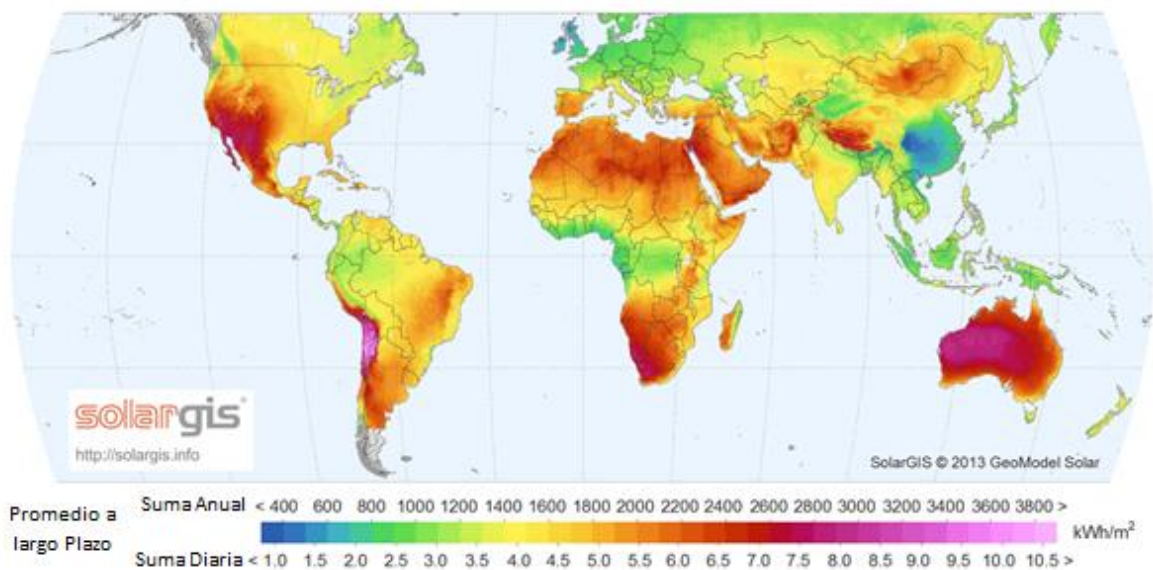 solargis
http://solargis.info
SolarGIS © 2013 GeoModel Solar
Promedio a
largo Plazo
Suma Anual < 400 600 800 1000 1200 1400 1600 1800 2000 2200 2400 2600 2800 3000 3200 3400 3600 3800 >
kWh/m²
Suma Diaria < 1.0 1.5 2.0 2.5 3.0 3.5 4.0 4.5 5.0 5.5 6.0 6.5 7.0 7.5 8.0 8.5 9.0 9.5 10.0 10.5 >